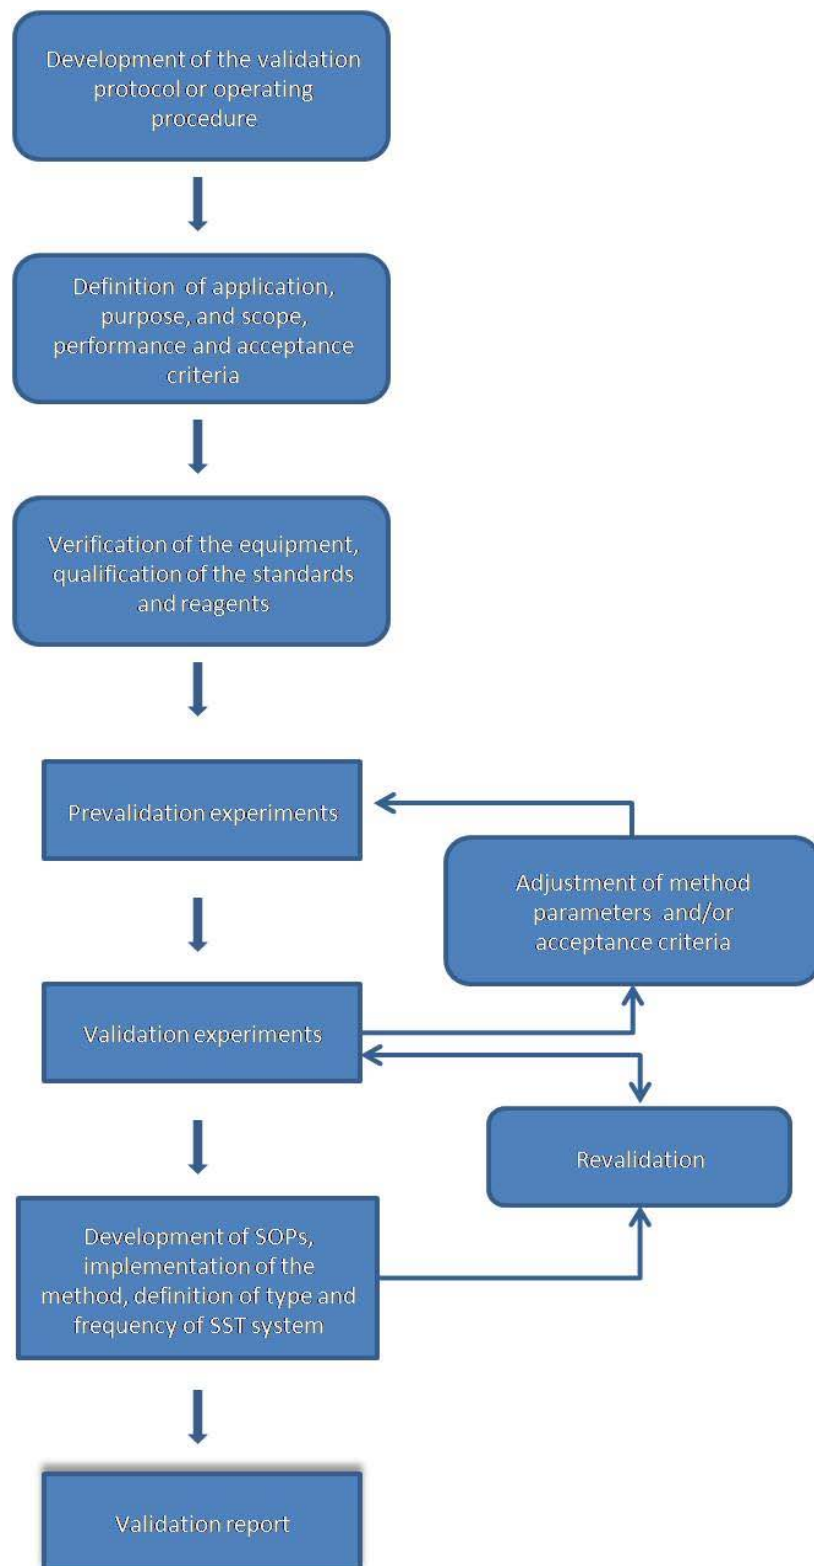 Development of the validation
protocol or operating
procedure
Definition of application,
purpose, and scope,
performance and acceptance
criteria
Verification of the equipment,
qualification of the standards
and reagents
Prevalidation experiments
Adjustment of method
parameters and/or
acceptance criteria
Validation experiments
Revalidation
Development of SOPs,
implementation of the
method, definition of type and
frequency of SST system
Validation report